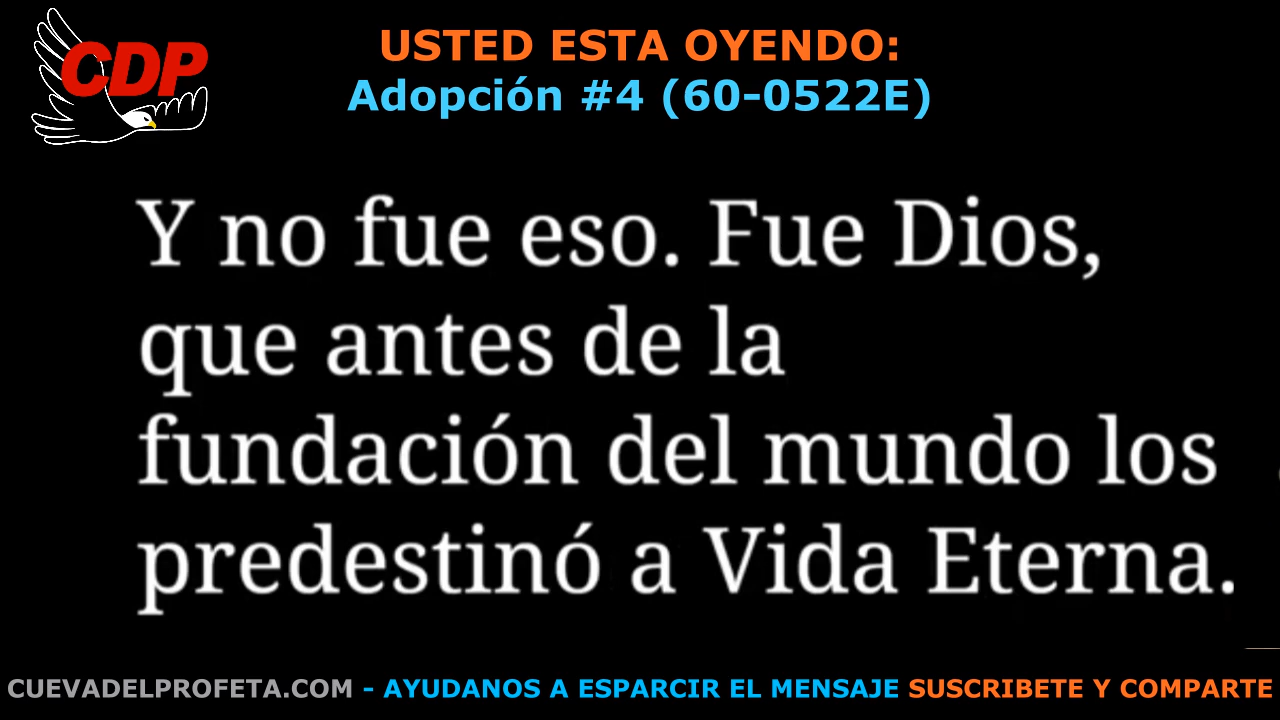 CDP
USTED ESTA OYENDO:
Adopción #4 (60-0522E)
Y no fue eso. Fue Dios,
que antes de la
fundación del mundo los
predestinó a Vida Eterna.
CUEVADELPROFETA.COM - AYUDANOS A ESPARCIR EL MENSAJE SUSCRIBETE Y COMPARTE